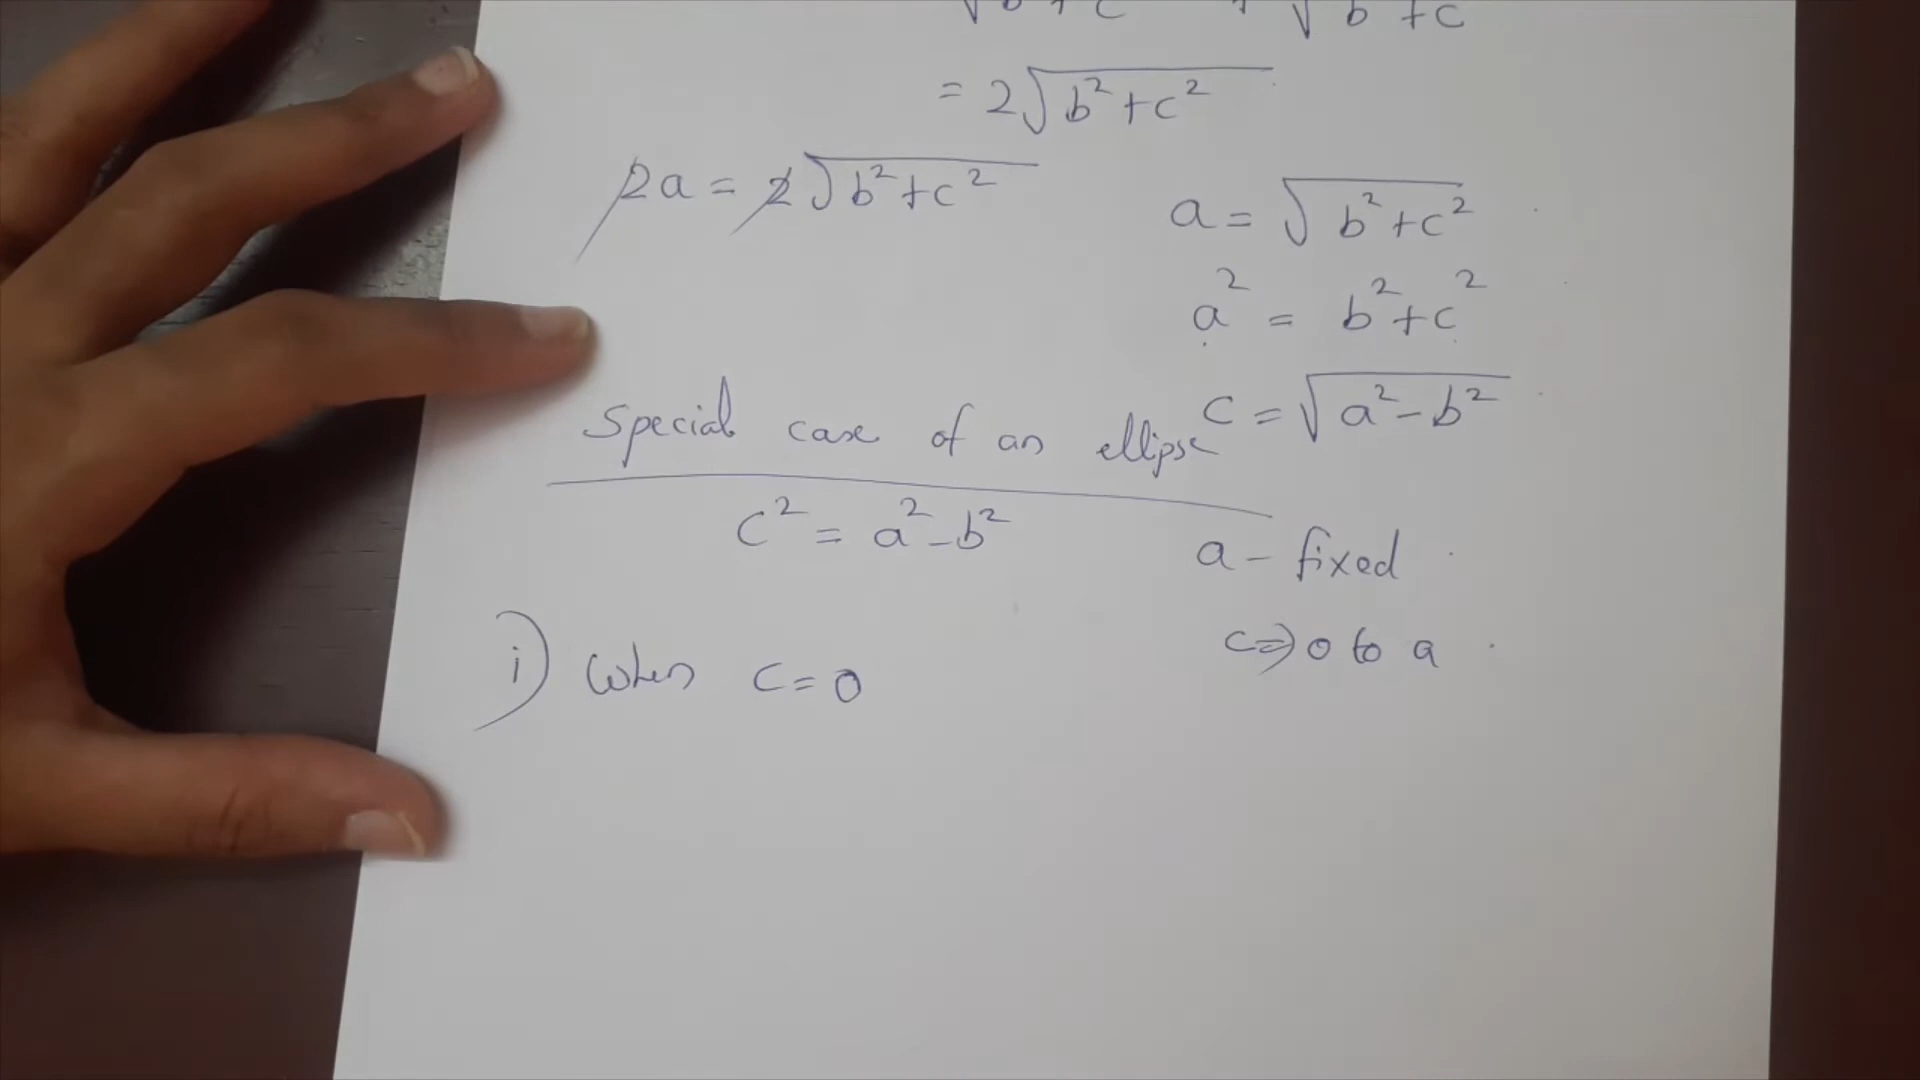 √b + c √b + c
= 2√b²+c²
2a = 2√b²+c²
a = √b²+c²
a² = b²+c²
c = √a²-b²
Special case of an ellipse
c² = a²-b²
a - fixed
c⇒ 0 to a
i) When c=0